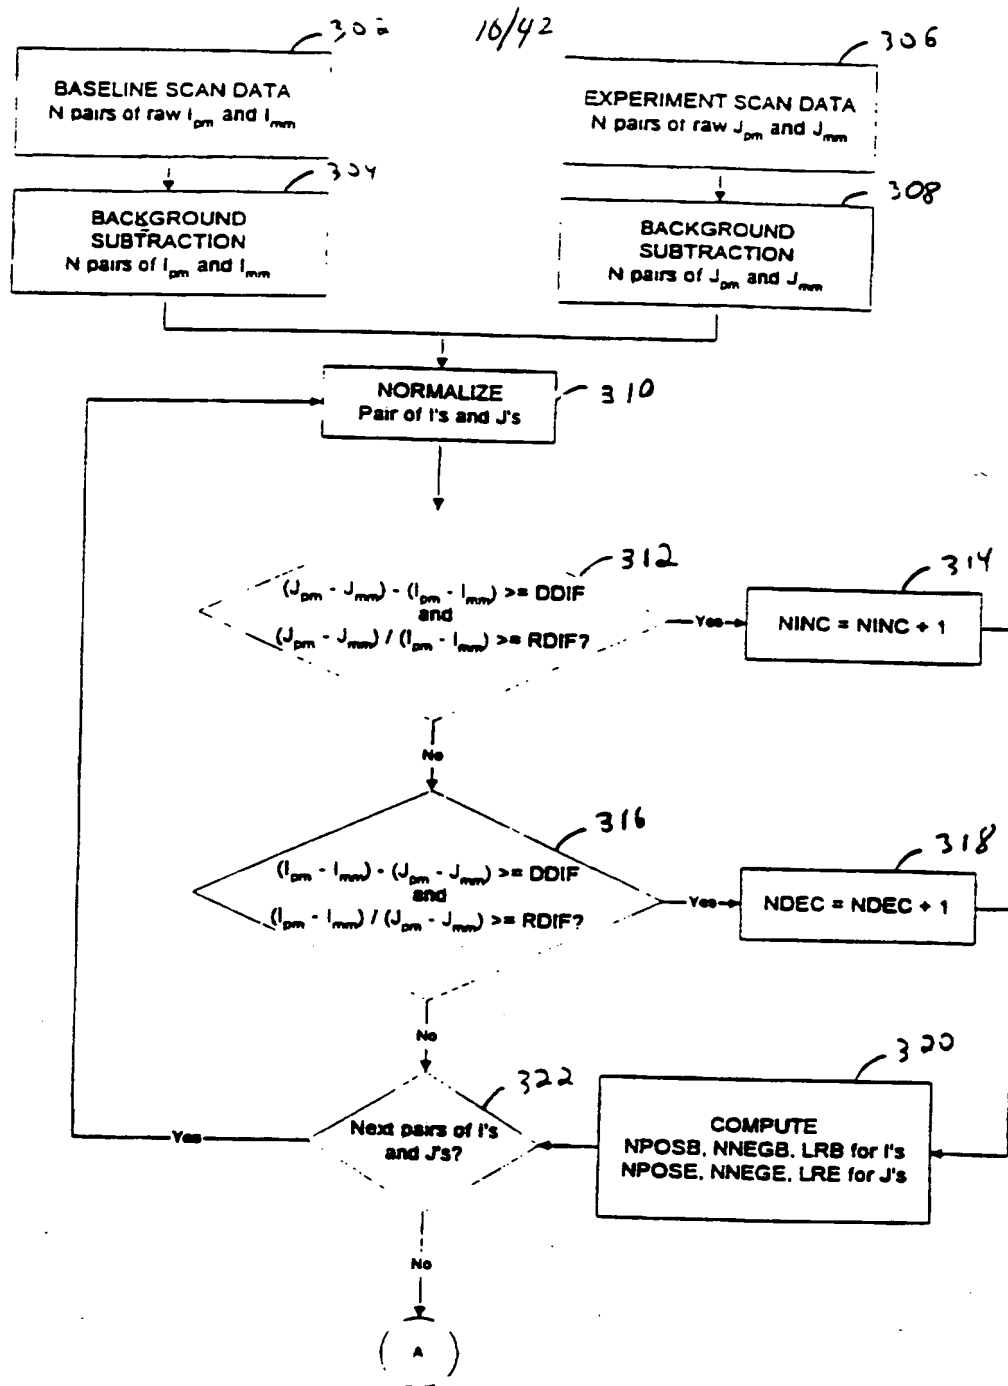 302
10/42
306
BASELINE SCAN DATA
N pairs of raw Ipm and Imm
EXPERIMENT SCAN DATA
N pairs of raw Jpm and Jmm
304
308
BACKGROUND
SUBTRACTION
N pairs of Ipm and Imm
BACKGROUND
SUBTRACTION
N pairs of Jpm and Jmm
NORMALIZE
Pair of I's and J's
310
312
(Jpm - Jmm) - (Ipm - Imm) >= DDIF
and
(Jpm - Jmm) / (Ipm - Imm) >= RDIF?
Yes
314
NINC = NINC + 1
No
316
(Ipm - Imm) - (Jpm - Jmm) >= DDIF
and
(Ipm - Imm) / (Jpm - Jmm) >= RDIF?
Yes
318
NDEC = NDEC + 1
No
322
Next pairs of I's
and J's?
Yes
320
COMPUTE
NPOSB, NNEGB, LRB for I's
NPOSE, NNEGE, LRE for J's
No
A